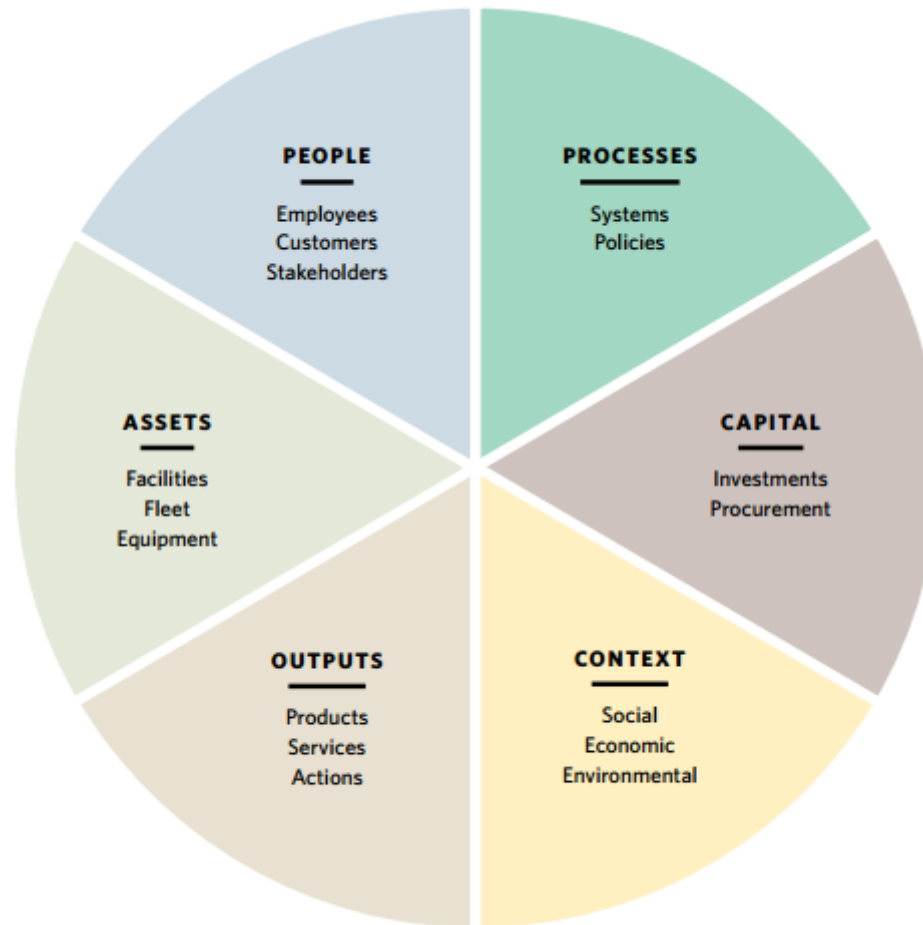 PEOPLE
Employees
Customers
Stakeholders
PROCESSES
Systems
Policies
ASSETS
Facilities
Fleet
Equipment
CAPITAL
Investments
Procurement
OUTPUTS
Products
Services
Actions
CONTEXT
Social
Economic
Environmental